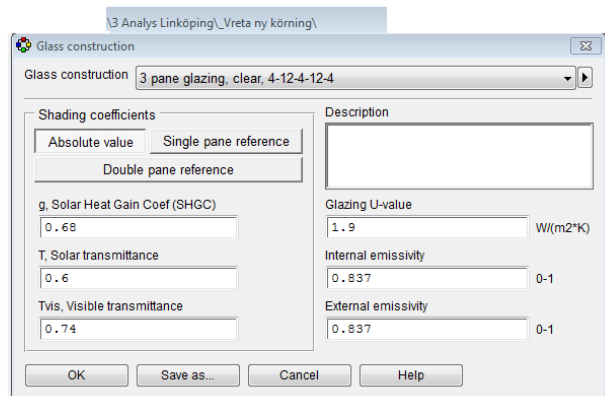 \3 Analys Linköping\_Vreta ny körning\
Glass construction
Glass construction 3 pane glazing, clear, 4-12-4-12-4
Shading coefficients
Absolute value Single pane reference
Double pane reference
Description
g, Solar Heat Gain Coef (SHGC)
0.68
Glazing U-value
1.9 W/(m2*K)
T, Solar transmittance
0.6
Internal emissivity
0.837 0-1
Tvis, Visible transmittance
0.74
External emissivity
0.837 0-1
OK Save as... Cancel Help